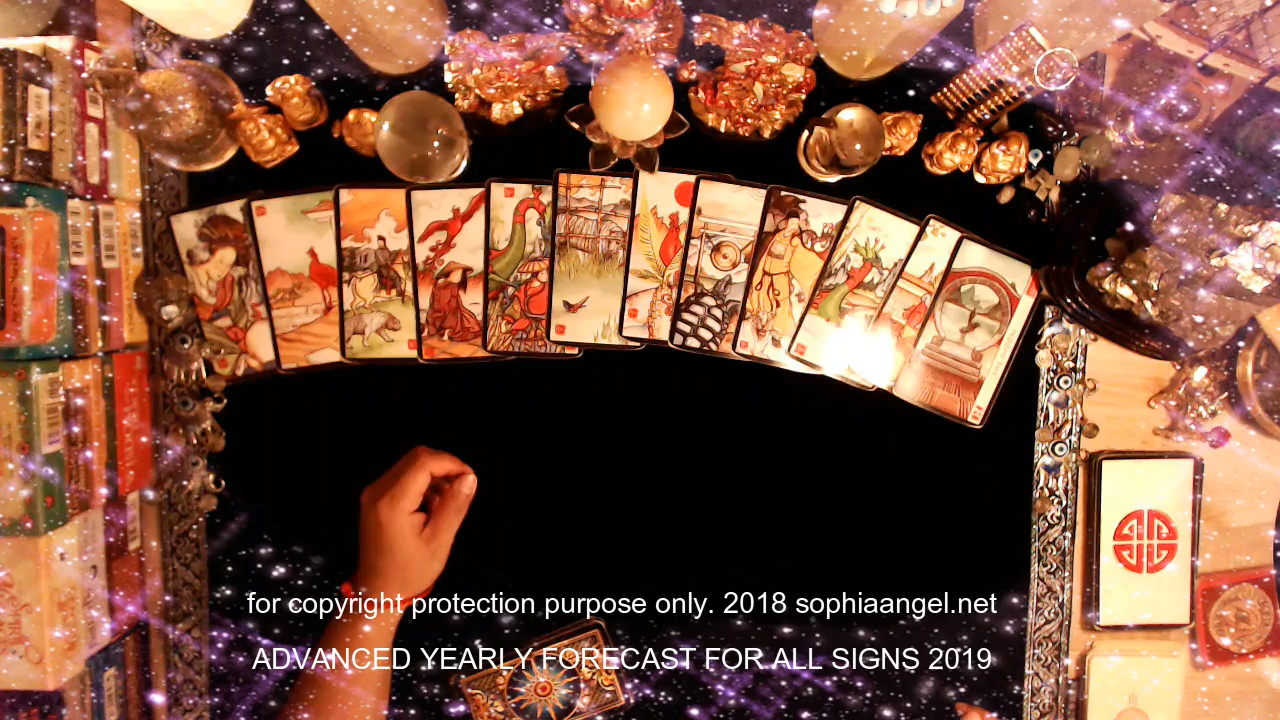 for copyright protection purpose only. 2018 sophiaangel.net
ADVANCED YEARLY FORECAST FOR ALL SIGNS 2019